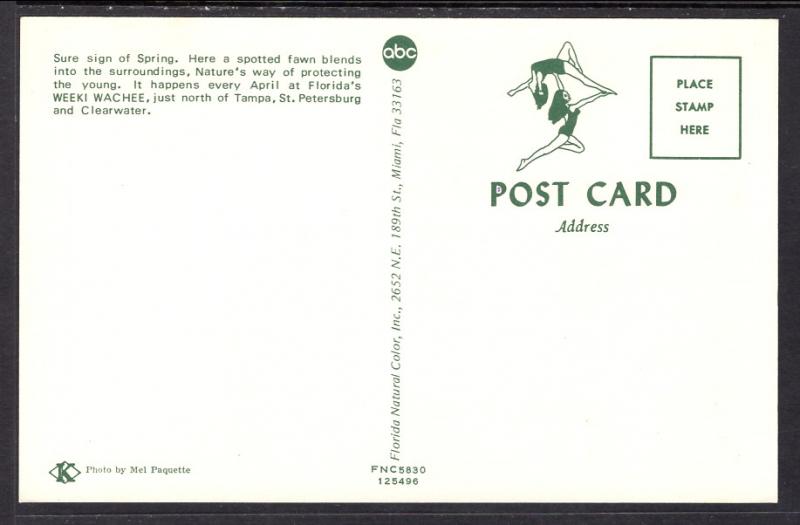 Sure sign of Spring. Here a spotted fawn blends
into the surroundings, Nature's way of protecting
the young. It happens every April at Florida's
WEEKI WACHEE, just north of Tampa, St. Petersburg
and Clearwater.
abc
Florida Natural Color, Inc., 2652 N.E. 189th St., Miami, Fla 33163
PLACE
STAMP
HERE
POST CARD
Address
K
Photo by Mel Paquette
FNC5830
125496